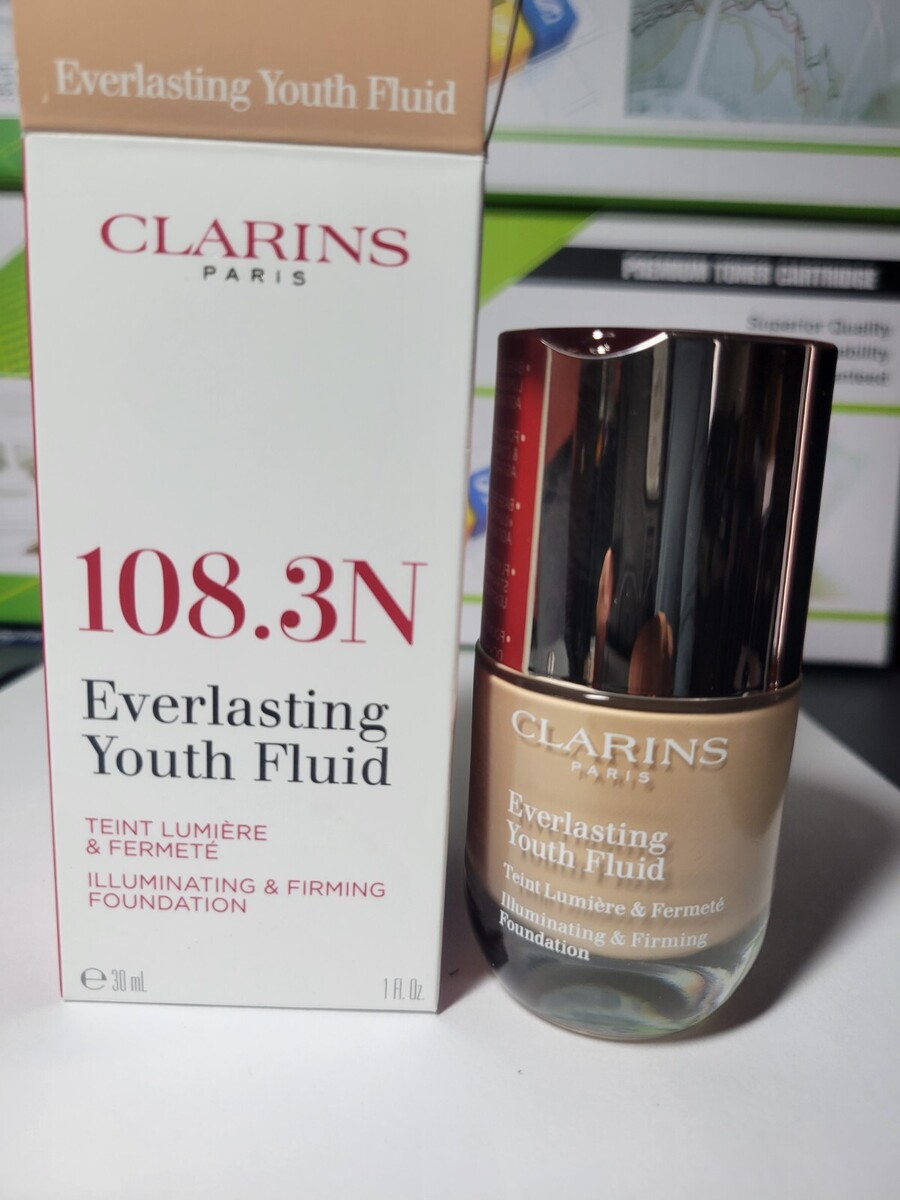 Everlasting Youth Fluid
CLARINS
PARIS
108.3N
Everlasting
Youth Fluid
TEINT LUMIÈRE
& FERMETÉ
ILLUMINATING & FIRMING
FOUNDATION
e 30 mL
1 Fl. Oz.
PREMIUM TONER CARTRIDGE
Superior Quality
CLARINS
PARIS
Everlasting
Youth Fluid
Teint Lumière & Fermeté
Illuminating & Firming
Foundation